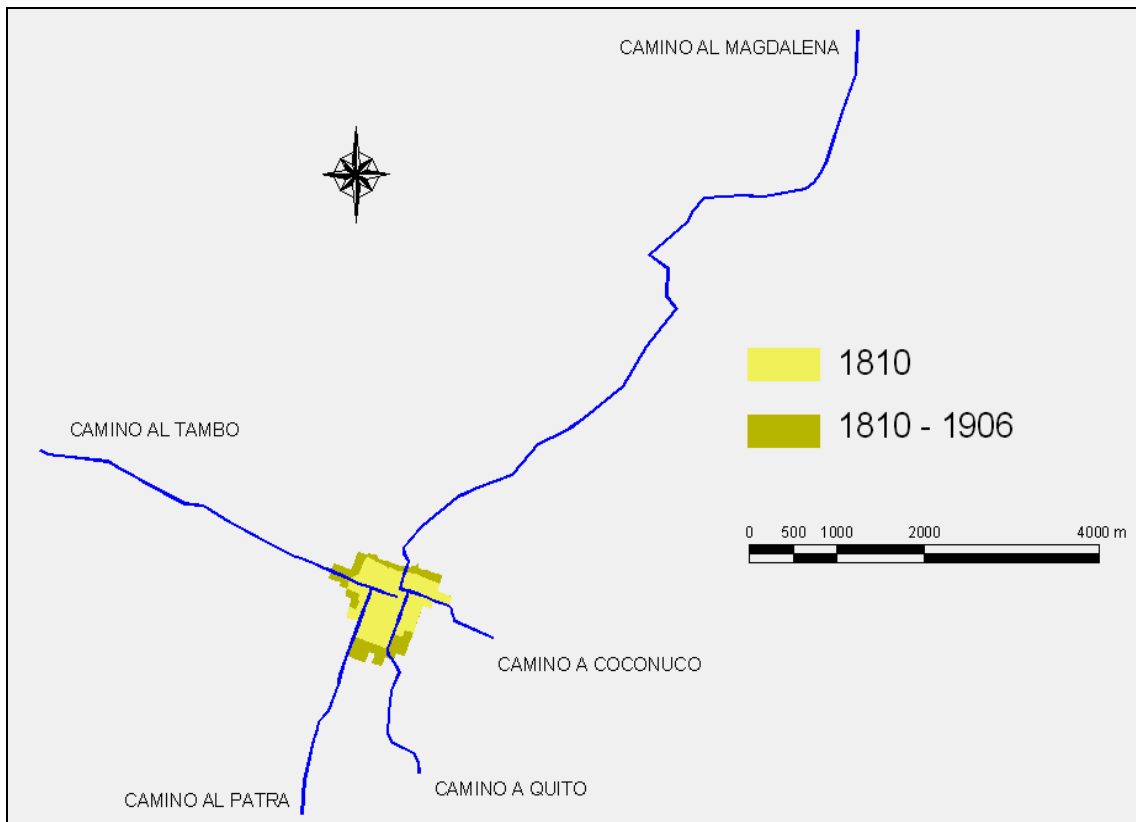 CAMINO AL MAGDALENA
1810
CAMINO AL TAMBO
1810 - 1906
0 500 1000 2000 4000 m
CAMINO A COCONUCO
CAMINO A QUITO
CAMINO AL PATRA